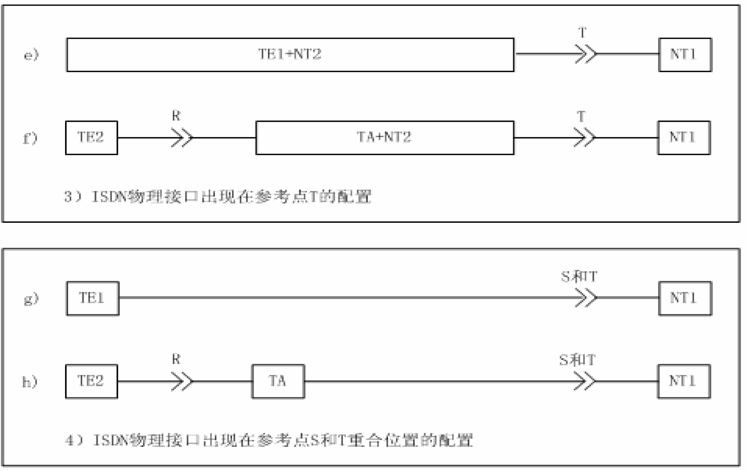 T
e) TE1+NT2 NT1
R T
f) TE2 TA+NT2 NT1
3）ISDN物理接口出现在参考点T的配置
S和T
g) TE1 NT1
R S和T
h) TE2 TA NT1
4）ISDN物理接口出现在参考点S和T重合位置的配置